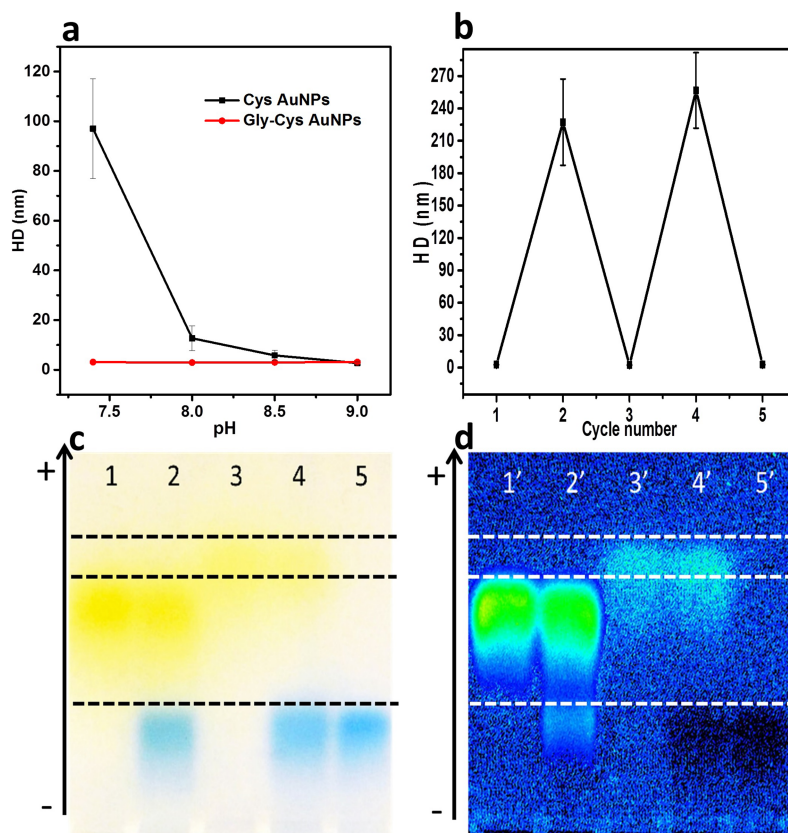 a
120
100
80
60
40
20
0
HD (nm)
7.5
8.0
8.5
9.0
pH
Cys AuNPs
Gly-Cys AuNPs
b
270
240
210
180
150
120
90
60
30
0
HD (nm)
1
2
3
4
5
Cycle number
c
+
-
1 2 3 4 5
d
+
-
1’ 2’ 3’ 4’ 5’